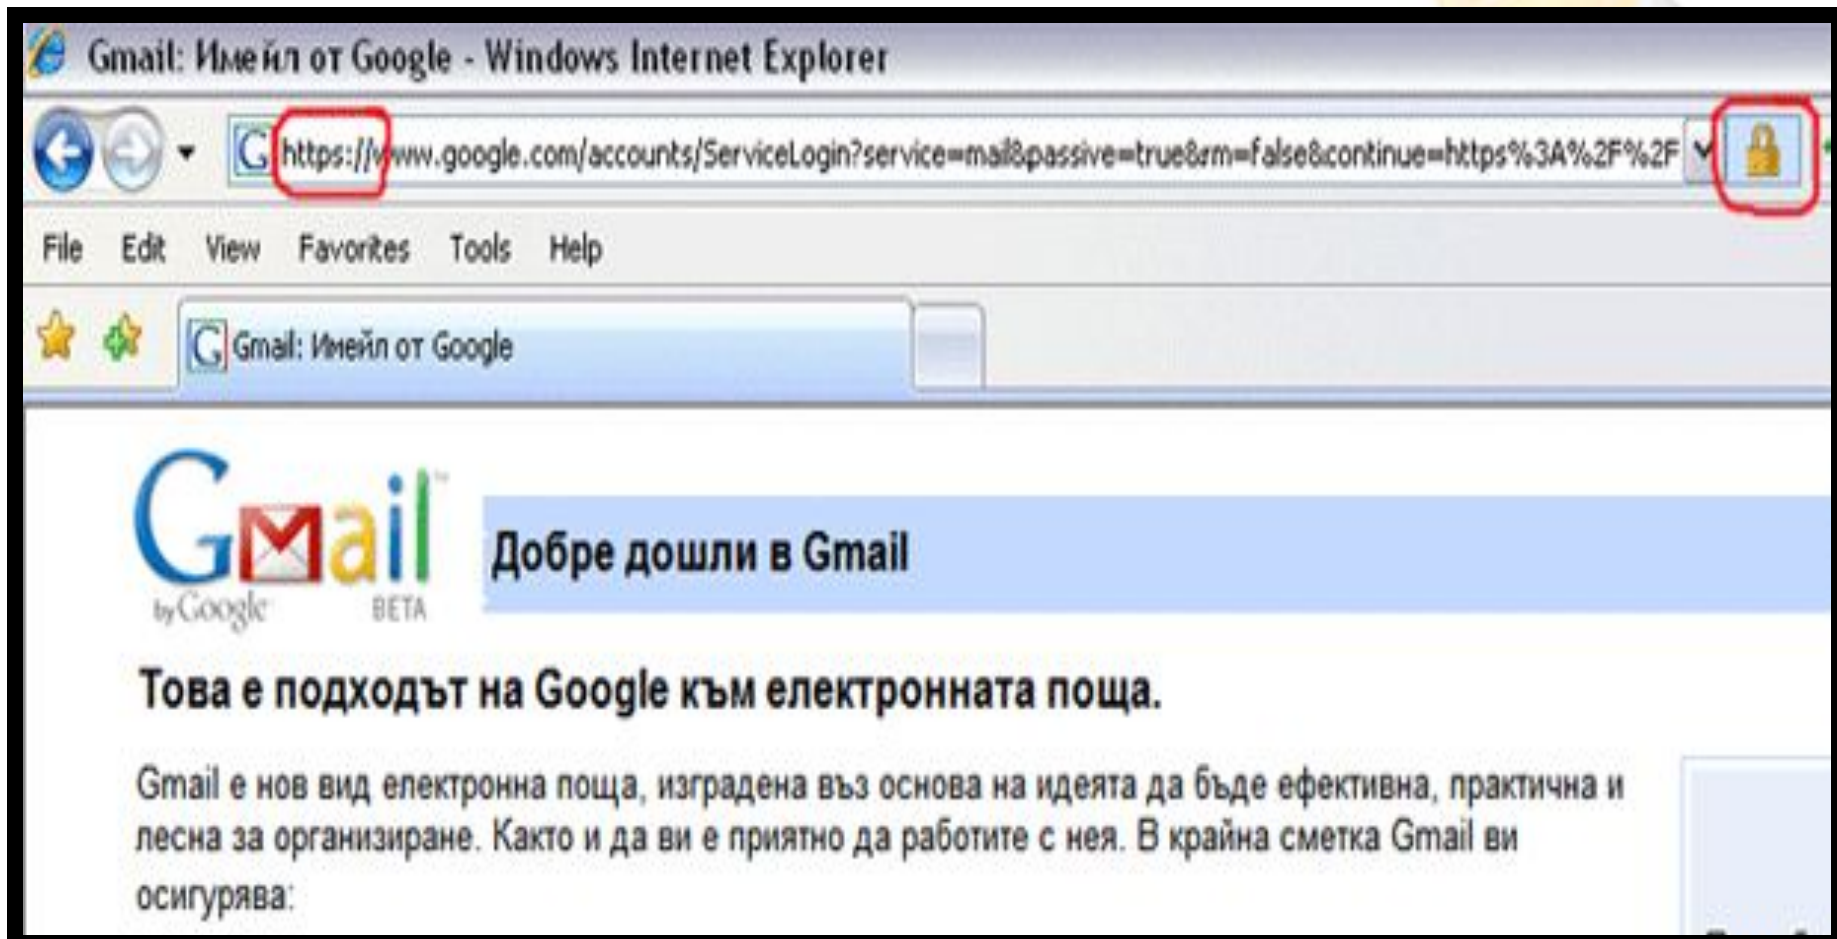 Gmail: Имейл от Google - Windows Internet Explorer
https://www.google.com/accounts/ServiceLogin?service=mail&passive=true&rm=false&continue=https%3A%2F%2F
File Edit View Favorites Tools Help
Gmail: Имейл от Google
Gmail
by Google BETA
Добре дошли в Gmail
Това е подходът на Google към електронната поща.
Gmail е нов вид електронна поща, изградена въз основа на идеята да бъде ефективна, практична и
лесна за организиране. Както и да ви е приятно да работите с нея. В крайна сметка Gmail ви
осигурява: